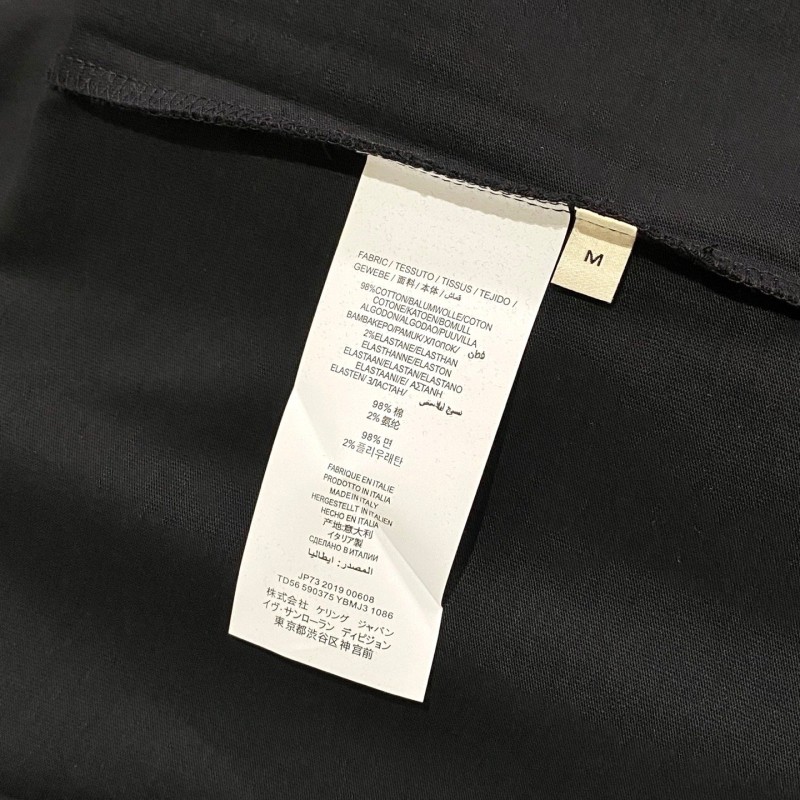 FABRIC / TESSUTO / TISSUS / TEJIDO /
GEWEBE / 面料 / 本体 / قماش
98%COTTON/BALUMWOLLE/COTON
COTONE/KATOEN/BOMULL
ALGODON/ALGODAO/PUUVILLA
BAMBAKEPO/PAMUK/ХЛОПОК/ قطن
2%ELASTANE/ELASTHAN
ELASTHANNE/ELASTON
ELASTAAN/ELASTAN/ELASTANO
ELASTAANI/E/ ΑΣΤΑΝΗ
ELASTEN/ ЗЛАСТАН/
98% 棉
2% 氨纶
98% 면
2% 플리우래탄
FABRIQUE EN ITALIE
PRODOTTO IN ITALIA
MADE IN ITALY
HERGESTELLT IN ITALIEN
HECHO EN ITALIA
产地:意大利
イタリア製
СДЕЛАНО В ИТАЛИИ
المصدر: ايطاليا
JP73 2019 00608
TD56 590375 YBMJ3 1086
株式会社 ケリング ジャパン
イヴ・サンローラン ディビジョン
東京都渋谷区神宮前
M